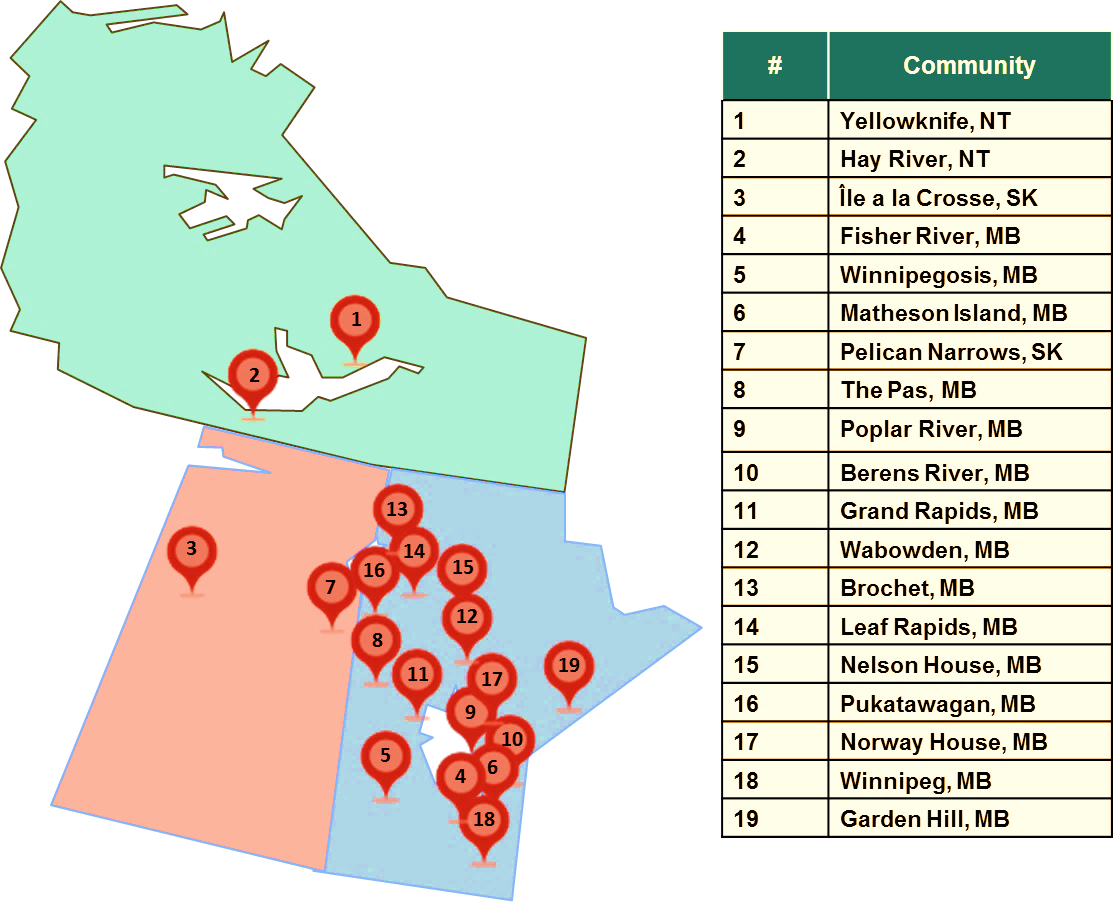 # Community
1 Yellowknife, NT
2 Hay River, NT
3 Île a la Crosse, SK
4 Fisher River, MB
5 Winnipegosis, MB
6 Matheson Island, MB
7 Pelican Narrows, SK
8 The Pas, MB
9 Poplar River, MB
10 Berens River, MB
11 Grand Rapids, MB
12 Wabowden, MB
13 Brochet, MB
14 Leaf Rapids, MB
15 Nelson House, MB
16 Pukatawagan, MB
17 Norway House, MB
18 Winnipeg, MB
19 Garden Hill, MB
1
2
13
3
14
15
16
7
12
8
19
11
17
9
10
5
6
4
18